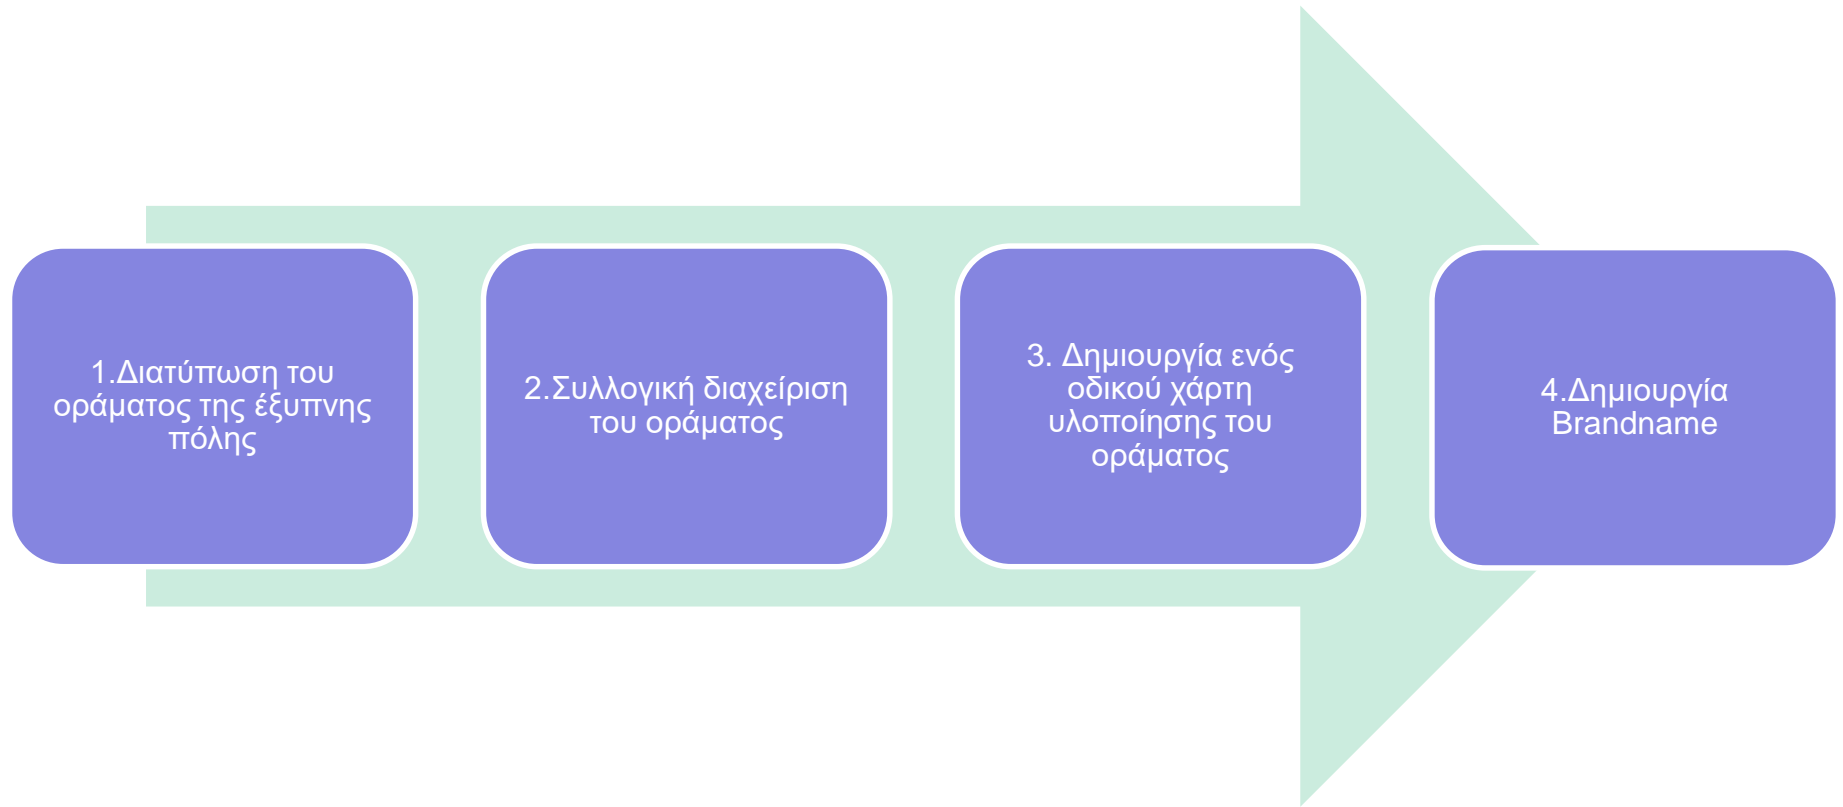 1.Διατύπωση του
οράματος της έξυπνης
πόλης
2.Συλλογική διαχείριση
του οράματος
3. Δημιουργία ενός
οδικού χάρτη
υλοποίησης του
οράματος
4.Δημιουργία
Brandname